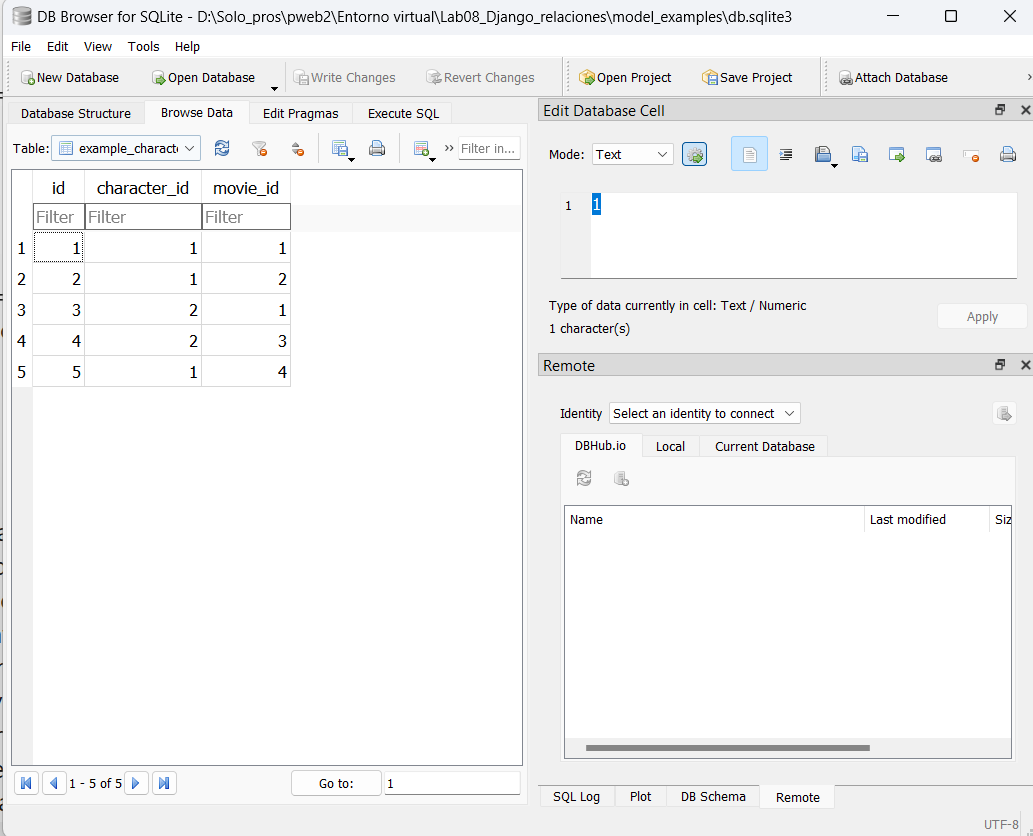 DB Browser for SQLite - D:\Solo_pros\pweb2\Entorno virtual\Lab08_Django_relaciones\model_examples\db.sqlite3
File Edit View Tools Help
New Database Open Database Write Changes Revert Changes Open Project Save Project Attach Database
Database Structure Browse Data Edit Pragmas Execute SQL
Table: example_charact Filter in...
id character_id movie_id
Filter Filter Filter
1 1 1 1
2 2 1 2
3 3 2 1
4 4 2 3
5 5 1 4
1 - 5 of 5 Go to: 1
Edit Database Cell
Mode: Text
1 1
Type of data currently in cell: Text / Numeric
1 character(s)
Apply
Remote
Identity Select an identity to connect
DBHub.io Local Current Database
Name Last modified Siz
SQL Log Plot DB Schema Remote
UTF-8